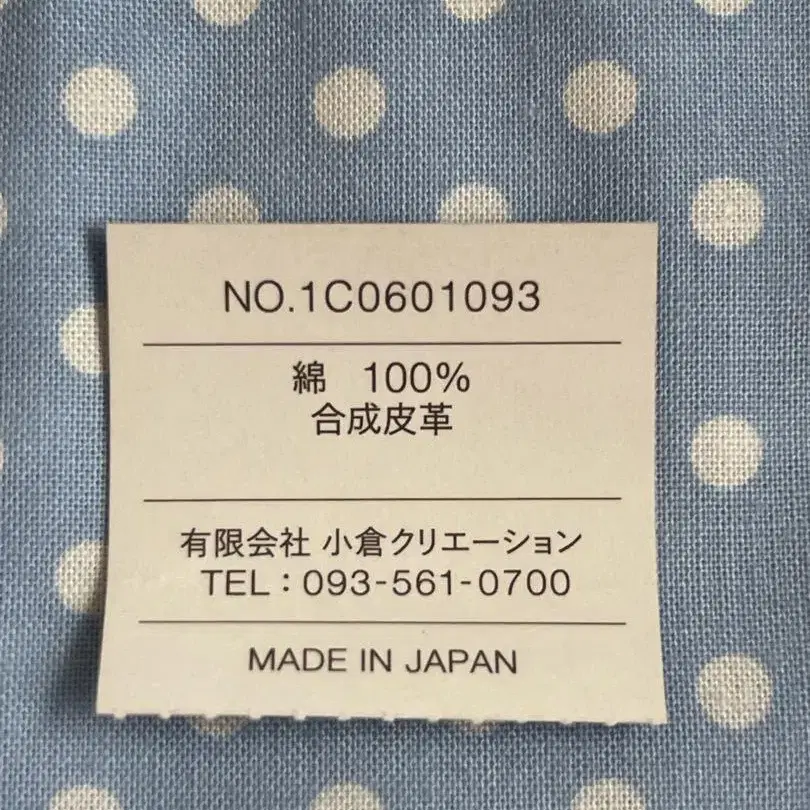 NO.1C0601093
綿 100%
合成皮革
有限会社 小倉クリエーション
TEL：093-561-0700
MADE IN JAPAN